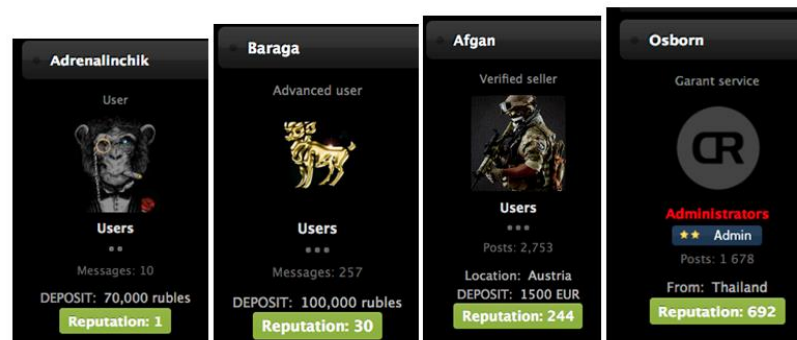 Adrenalinchik
User
Users
Messages: 10
DEPOSIT: 70,000 rubles
Reputation: 1
Baraga
Advanced user
Users
Messages: 257
DEPOSIT: 100,000 rubles
Reputation: 30
Afgan
Verified seller
Users
Posts: 2,753
Location: Austria
DEPOSIT: 1500 EUR
Reputation: 244
Osborn
Garant service
DR
Administrators
Admin
Posts: 1 678
From: Thailand
Reputation: 692